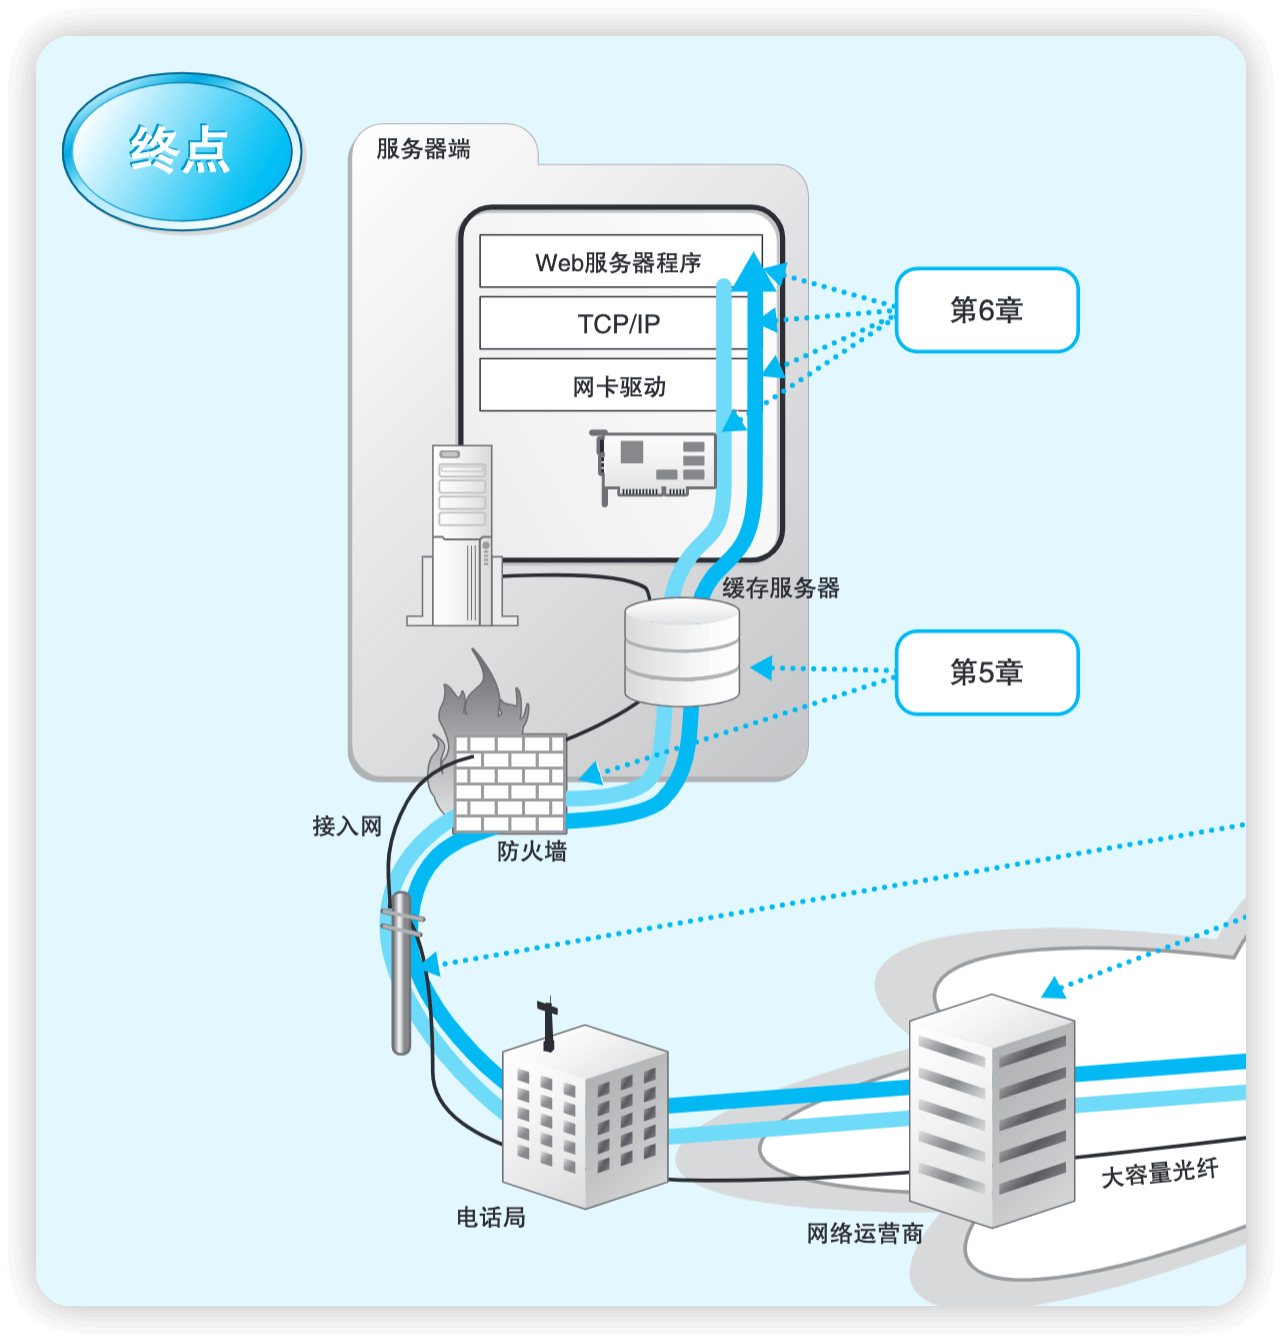 终点
服务器端
Web服务器程序
TCP/IP
网卡驱动
第6章
缓存服务器
第5章
接入网
防火墙
电话局
网络运营商
大容量光纤